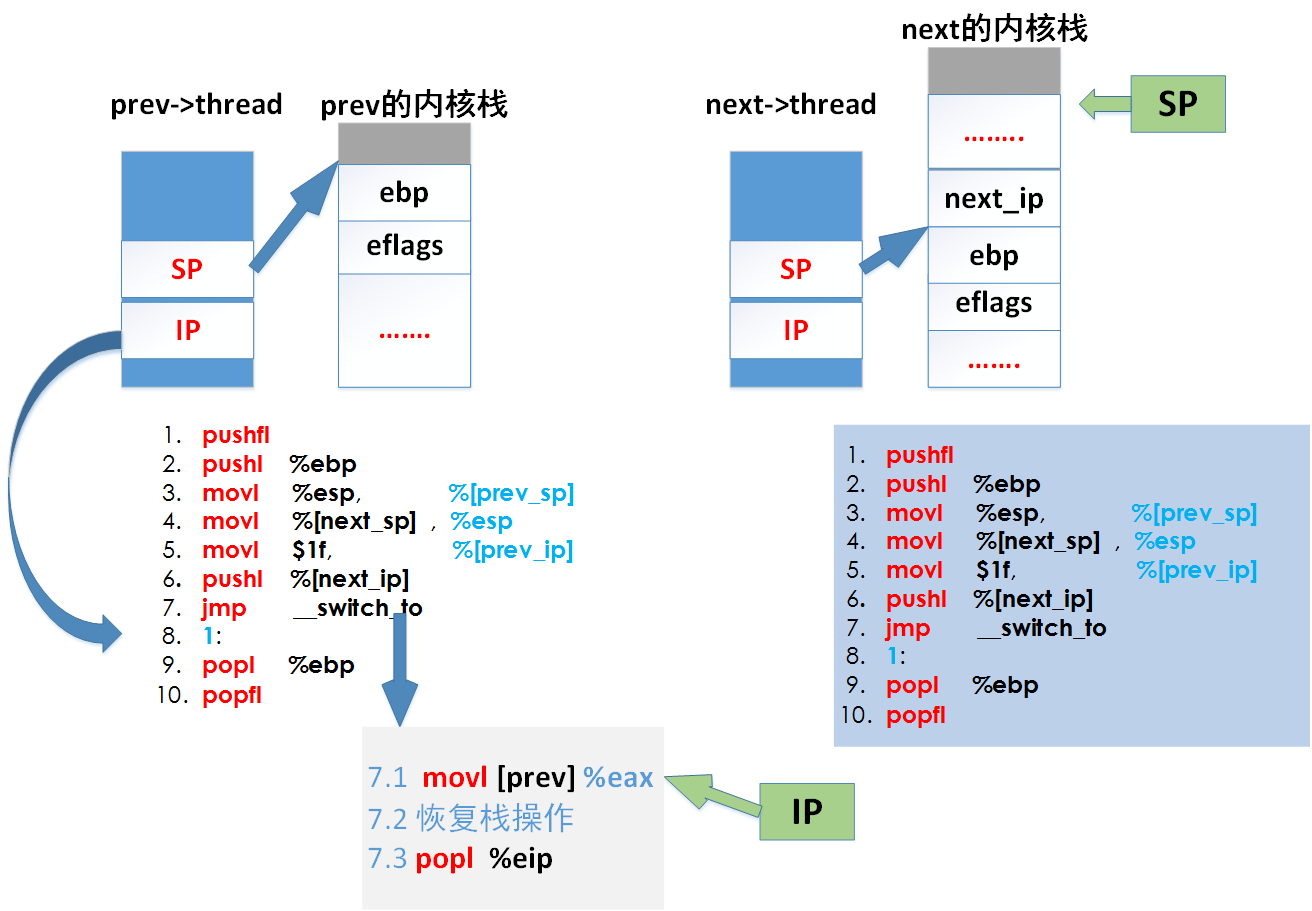 next的内核栈
prev->thread
prev的内核栈
next->thread
SP
........
ebp
next_ip
eflags
SP
ebp
SP
IP
.......
eflags
IP
.......
1. pushfl
2. pushl %ebp
3. movl %esp, %[prev_sp]
4. movl %[next_sp] , %esp
5. movl $1f, %[prev_ip]
6. pushl %[next_ip]
7. jmp __switch_to
8. 1:
9. popl %ebp
10. popfl
1. pushfl
2. pushl %ebp
3. movl %esp, %[prev_sp]
4. movl %[next_sp] , %esp
5. movl $1f, %[prev_ip]
6. pushl %[next_ip]
7. jmp __switch_to
8. 1:
9. popl %ebp
10. popfl
7.1 movl [prev] %eax
7.2 恢复栈操作
7.3 popl %eip
IP